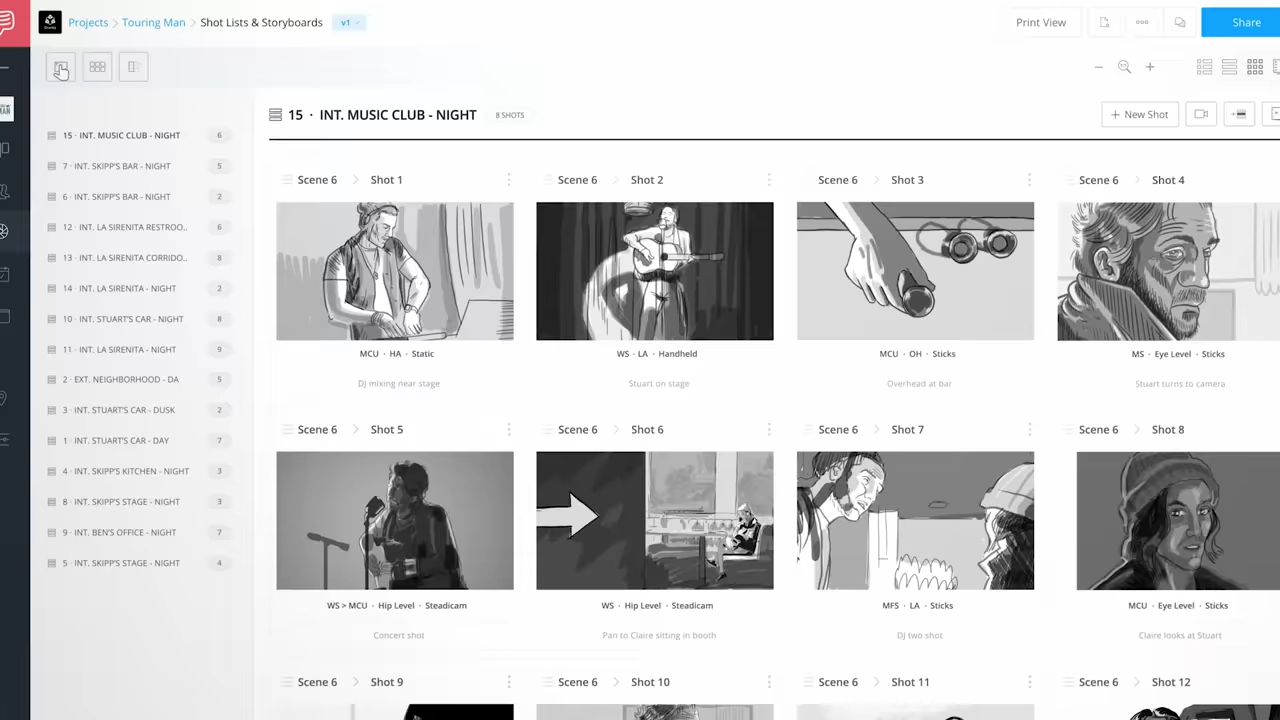 Projects > Touring Man > Shot Lists & Storyboards v1
Print View
Share
15 · INT. MUSIC CLUB - NIGHT 6
7 · INT. SKIPP'S BAR - NIGHT 5
6 · INT. SKIPP'S BAR - NIGHT 2
12 · INT. LA SIRENITA RESTROO.. 6
13 · INT. LA SIRENITA CORRIDO.. 8
14 · INT. LA SIRENITA - NIGHT 2
10 · INT. STUART'S CAR - NIGHT 8
11 · INT. LA SIRENITA - NIGHT 4
2 · EXT. NEIGHBORHOOD - DA 5
3 · INT. STUART'S CAR - DUSK 2
1 · INT. STUART'S CAR - DAY 7
4 · INT. SKIPP'S KITCHEN - NIGHT 3
8 · INT. SKIPP'S STAGE - NIGHT 3
9 · INT. BEN'S OFFICE - NIGHT 7
5 · INT. SKIPP'S STAGE - NIGHT 4
15 · INT. MUSIC CLUB - NIGHT 8 SHOTS
+ New Shot
Scene 6 > Shot 1
MCU · HA · Static
DJ mixing near stage
Scene 6 > Shot 2
WS · LA · Handheld
Stuart on stage
Scene 6 > Shot 3
MCU · OH · Sticks
Overhead at bar
Scene 6 > Shot 4
MS · Eye Level · Sticks
Stuart turns to camera
Scene 6 > Shot 5
WS > MCU · Hip Level · Steadicam
Concert shot
Scene 6 > Shot 6
WS · Hip Level · Steadicam
Pan to Claire sitting in booth
Scene 6 > Shot 7
MFS · LA · Sticks
DJ two shot
Scene 6 > Shot 8
MCU · Eye Level · Sticks
Claire looks at Stuart
Scene 6 > Shot 9
Scene 6 > Shot 10
Scene 6 > Shot 11
Scene 6 > Shot 12